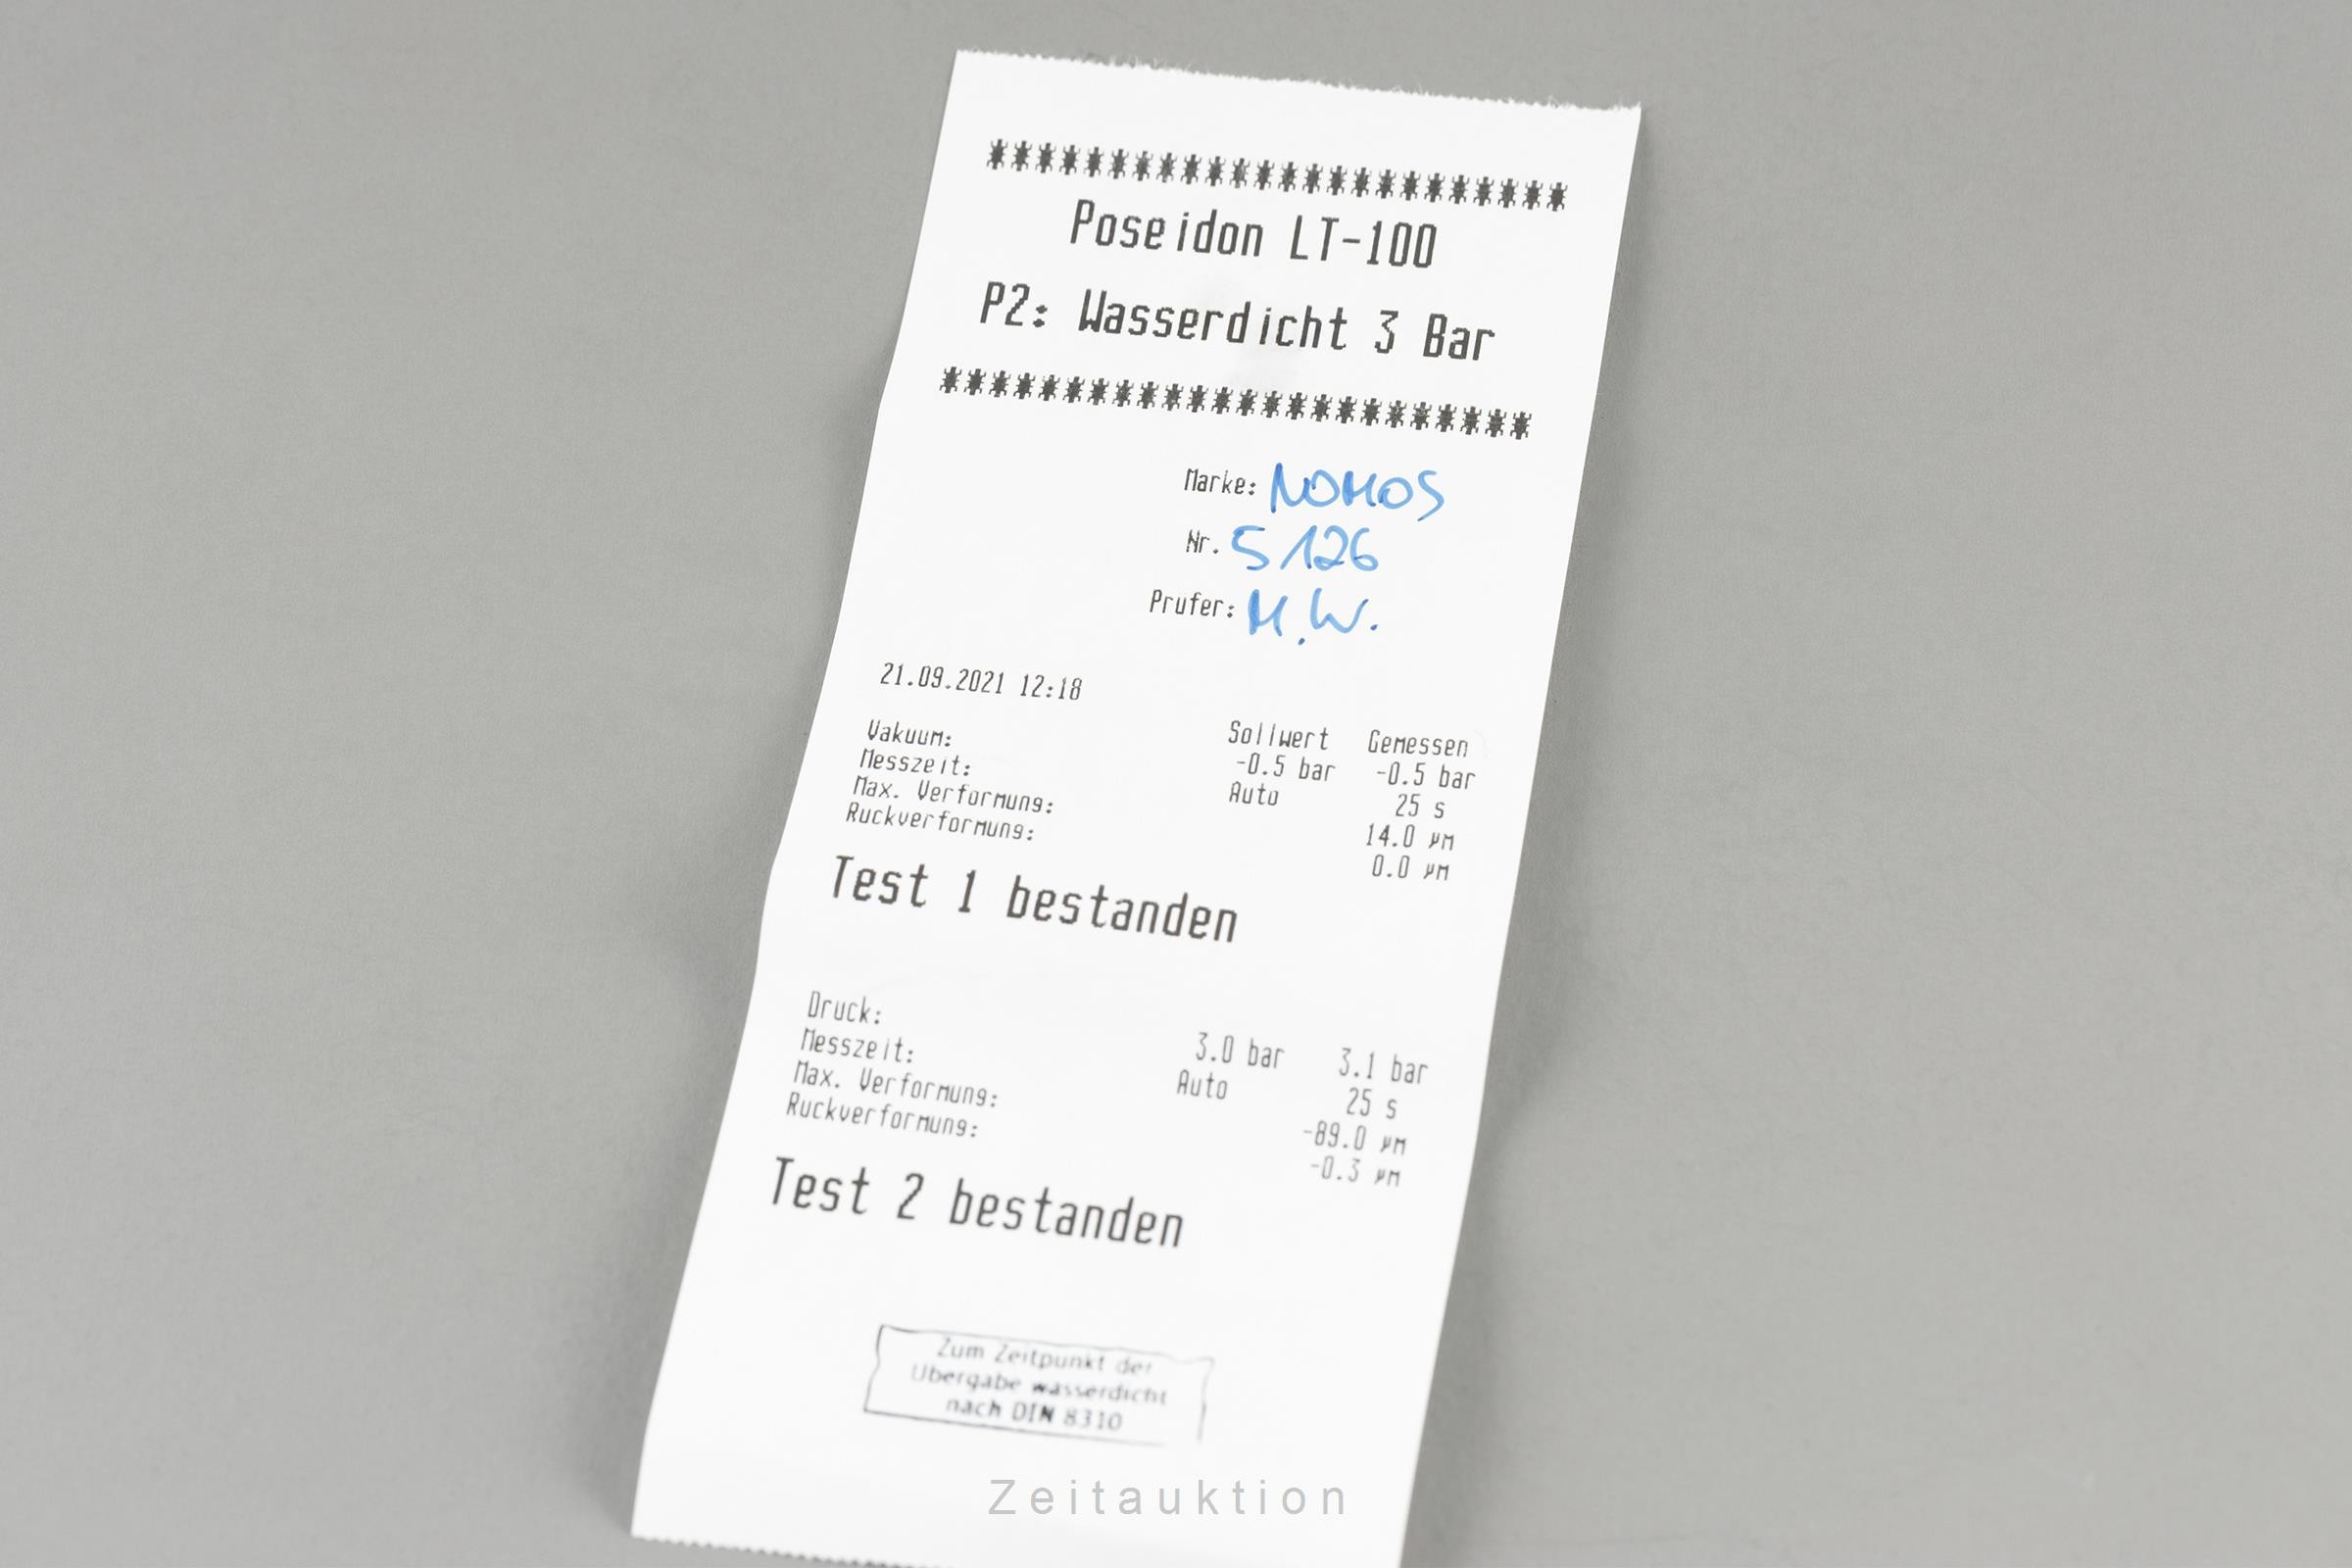 ************************
Poseidon LT-100
P2: Wasserdicht 3 Bar
************************
Marke: NOMOS
Nr. 5126
Prufer: M.W.
21.09.2021 12:18
Sollwert Gemessen
Vakuum: -0.5 bar -0.5 bar
Messzeit: Auto 25 s
Max. Verformung: 14.0 µm
Ruckverformung: 0.0 µm
Test 1 bestanden
Druck: 3.0 bar 3.1 bar
Messzeit: Auto 25 s
Max. Verformung: -89.0 µm
Ruckverformung: -0.3 µm
Test 2 bestanden
Zum Zeitpunkt der
Übergabe wasserdicht
nach DIN 8310
Zeitauktion